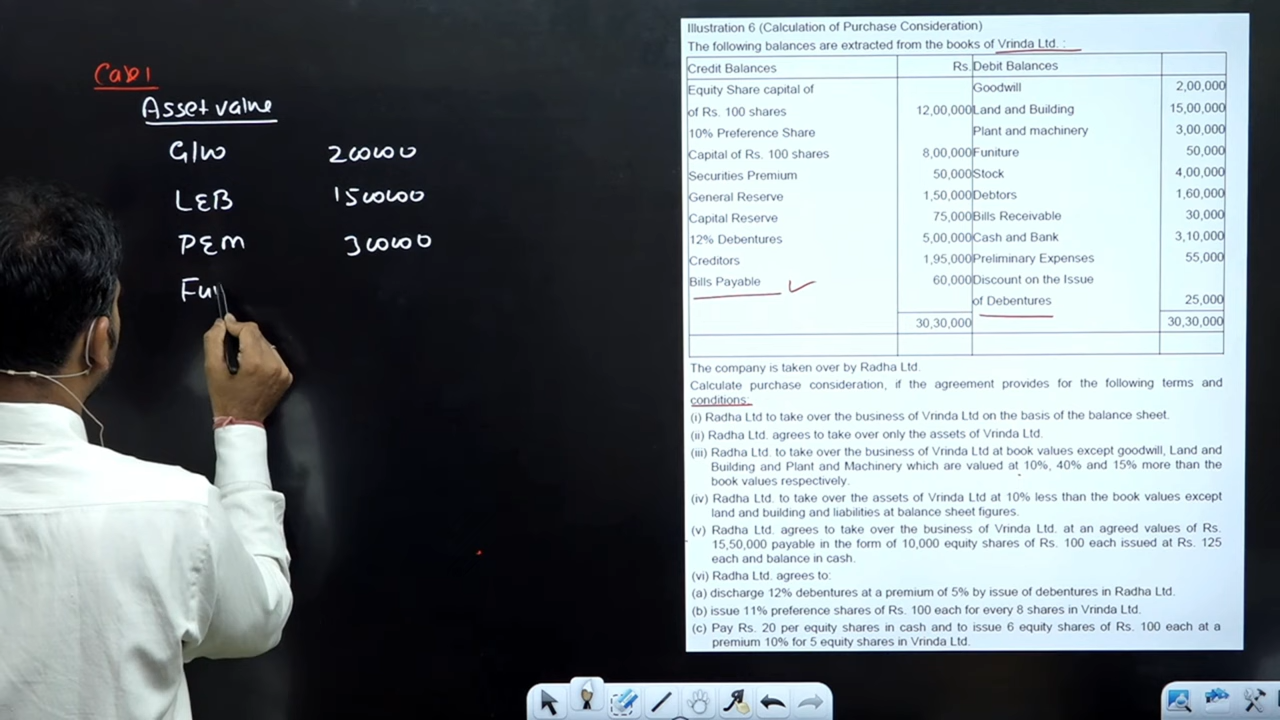 Case 1
Asset value
G/W 200000
L&B 1500000
P&M 300000
Fu
Illustration 6 (Calculation of Purchase Consideration)
The following balances are extracted from the books of Vrinda Ltd. :
Credit Balances Rs. Debit Balances
Equity Share capital of Goodwill 2,00,000
of Rs. 100 shares 12,00,000 Land and Building 15,00,000
10% Preference Share Plant and machinery 3,00,000
Capital of Rs. 100 shares 8,00,000 Funiture 50,000
Securities Premium 50,000 Stock 4,00,000
General Reserve 1,50,000 Debtors 1,60,000
Capital Reserve 75,000 Bills Receivable 30,000
12% Debentures 5,00,000 Cash and Bank 3,10,000
Creditors 1,95,000 Preliminary Expenses 55,000
Bills Payable 60,000 Discount on the Issue
of Debentures 25,000
30,30,000 30,30,000
The company is taken over by Radha Ltd.
Calculate purchase consideration, if the agreement provides for the following terms and
conditions:
(i) Radha Ltd to take over the business of Vrinda Ltd on the basis of the balance sheet.
(ii) Radha Ltd. agrees to take over only the assets of Vrinda Ltd.
(iii) Radha Ltd. to take over the business of Vrinda Ltd at book values except goodwill, Land and
Building and Plant and Machinery which are valued at 10%, 40% and 15% more than the
book values respectively.
(iv) Radha Ltd. to take over the assets of Vrinda Ltd at 10% less than the book values except
land and building and liabilities at balance sheet figures.
(v) Radha Ltd. agrees to take over the business of Vrinda Ltd. at an agreed values of Rs.
15,50,000 payable in the form of 10,000 equity shares of Rs. 100 each issued at Rs. 125
each and balance in cash.
(vi) Radha Ltd. agrees to:
(a) discharge 12% debentures at a premium of 5% by issue of debentures in Radha Ltd.
(b) issue 11% preference shares of Rs. 100 each for every 8 shares in Vrinda Ltd.
(c) Pay Rs. 20 per equity shares in cash and to issue 6 equity shares of Rs. 100 each at a
premium 10% for 5 equity shares in Vrinda Ltd.